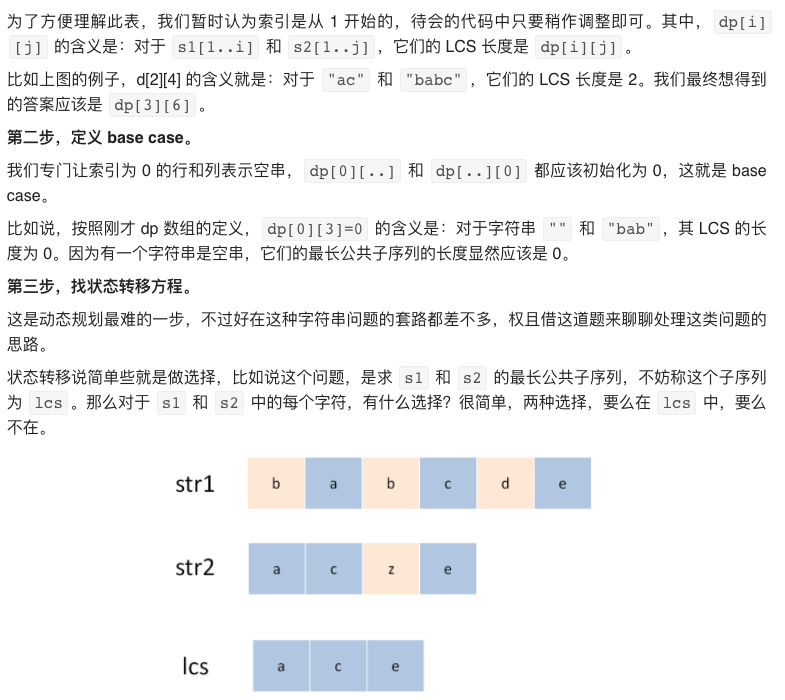 为了方便理解此表，我们暂时认为索引是从 1 开始的，待会的代码中只要稍作调整即可。其中， dp[i]
[j] 的含义是：对于 s1[1..i] 和 s2[1..j] ，它们的 LCS 长度是 dp[i][j] 。
比如上图的例子，d[2][4] 的含义就是：对于 "ac" 和 "babc" ，它们的 LCS 长度是 2。我们最终想得到
的答案应该是 dp[3][6] 。
第二步，定义 base case。
我们专门让索引为 0 的行和列表示空串， dp[0][..] 和 dp[..][0] 都应该初始化为 0，这就是 base
case。
比如说，按照刚才 dp 数组的定义， dp[0][3]=0 的含义是：对于字符串 "" 和 "bab" ，其 LCS 的长
度为 0。因为有一个字符串是空串，它们的最长公共子序列的长度显然应该是 0。
第三步，找状态转移方程。
这是动态规划最难的一步，不过好在这种字符串问题的套路都差不多，权且借这道题来聊聊处理这类问题的
思路。
状态转移说简单些就是做选择，比如说这个问题，是求 s1 和 s2 的最长公共子序列，不妨称这个子序列
为 lcs 。那么对于 s1 和 s2 中的每个字符，有什么选择？很简单，两种选择，要么在 lcs 中，要么
不在。
str1 b a b c d e
str2 a c z e
lcs a c e